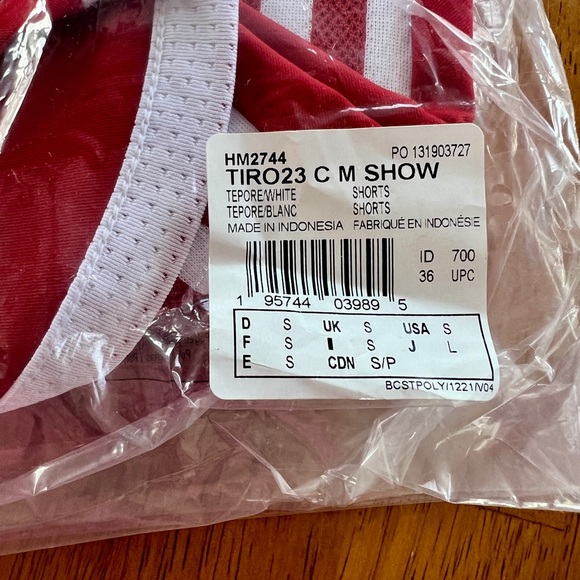 HM2744 PO 131903727
TIRO23 C M SHOW
TEPORE/WHITE SHORTS
TEPORE/BLANC SHORTS
MADE IN INDONESIA FABRIQUÉ EN INDONÉSIE
ID 700
36 UPC
1 95744 03989 5
D S UK S USA S
F S I S J L
E S CDN S/P
BCSTPOLY/1221/V04